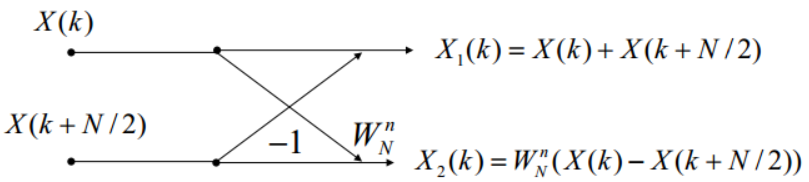 X(k)
X₁(k) = X(k) + X(k + N / 2)
X(k + N / 2)
−1
W_N^n
X₂(k) = W_N^n(X(k) − X(k + N / 2))